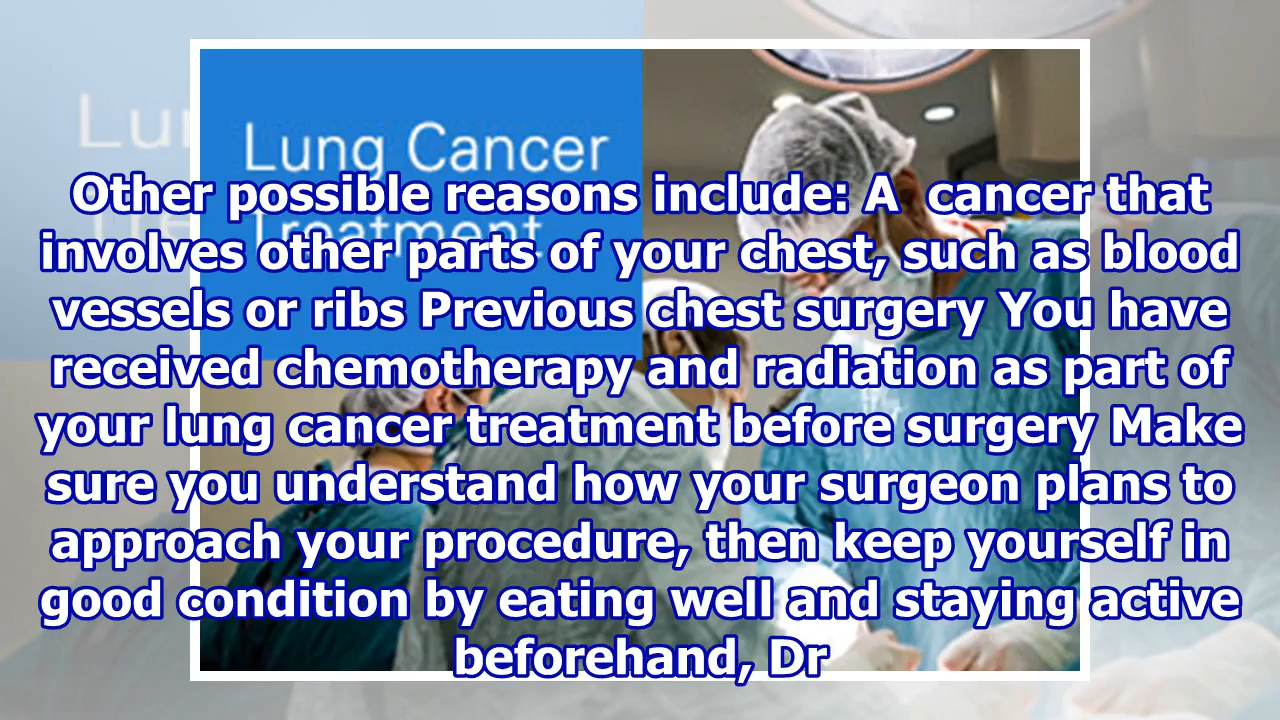 Lung Cancer
Treatment
Other possible reasons include: A  cancer that
involves other parts of your chest, such as blood
vessels or ribs Previous chest surgery You have
received chemotherapy and radiation as part of
your lung cancer treatment before surgery Make
sure you understand how your surgeon plans to
approach your procedure, then keep yourself in
good condition by eating well and staying active
beforehand, Dr